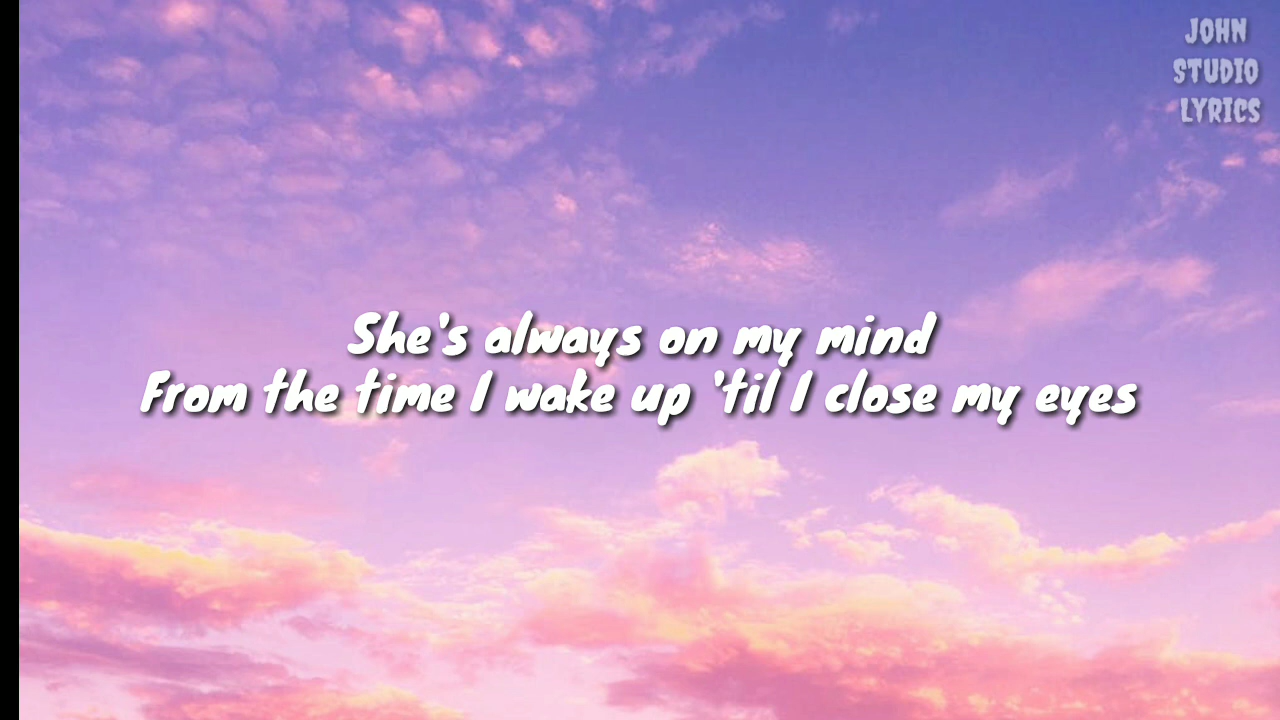 JOHN
STUDIO
LYRICS
She's always on my mind
From the time I wake up 'til I close my eyes